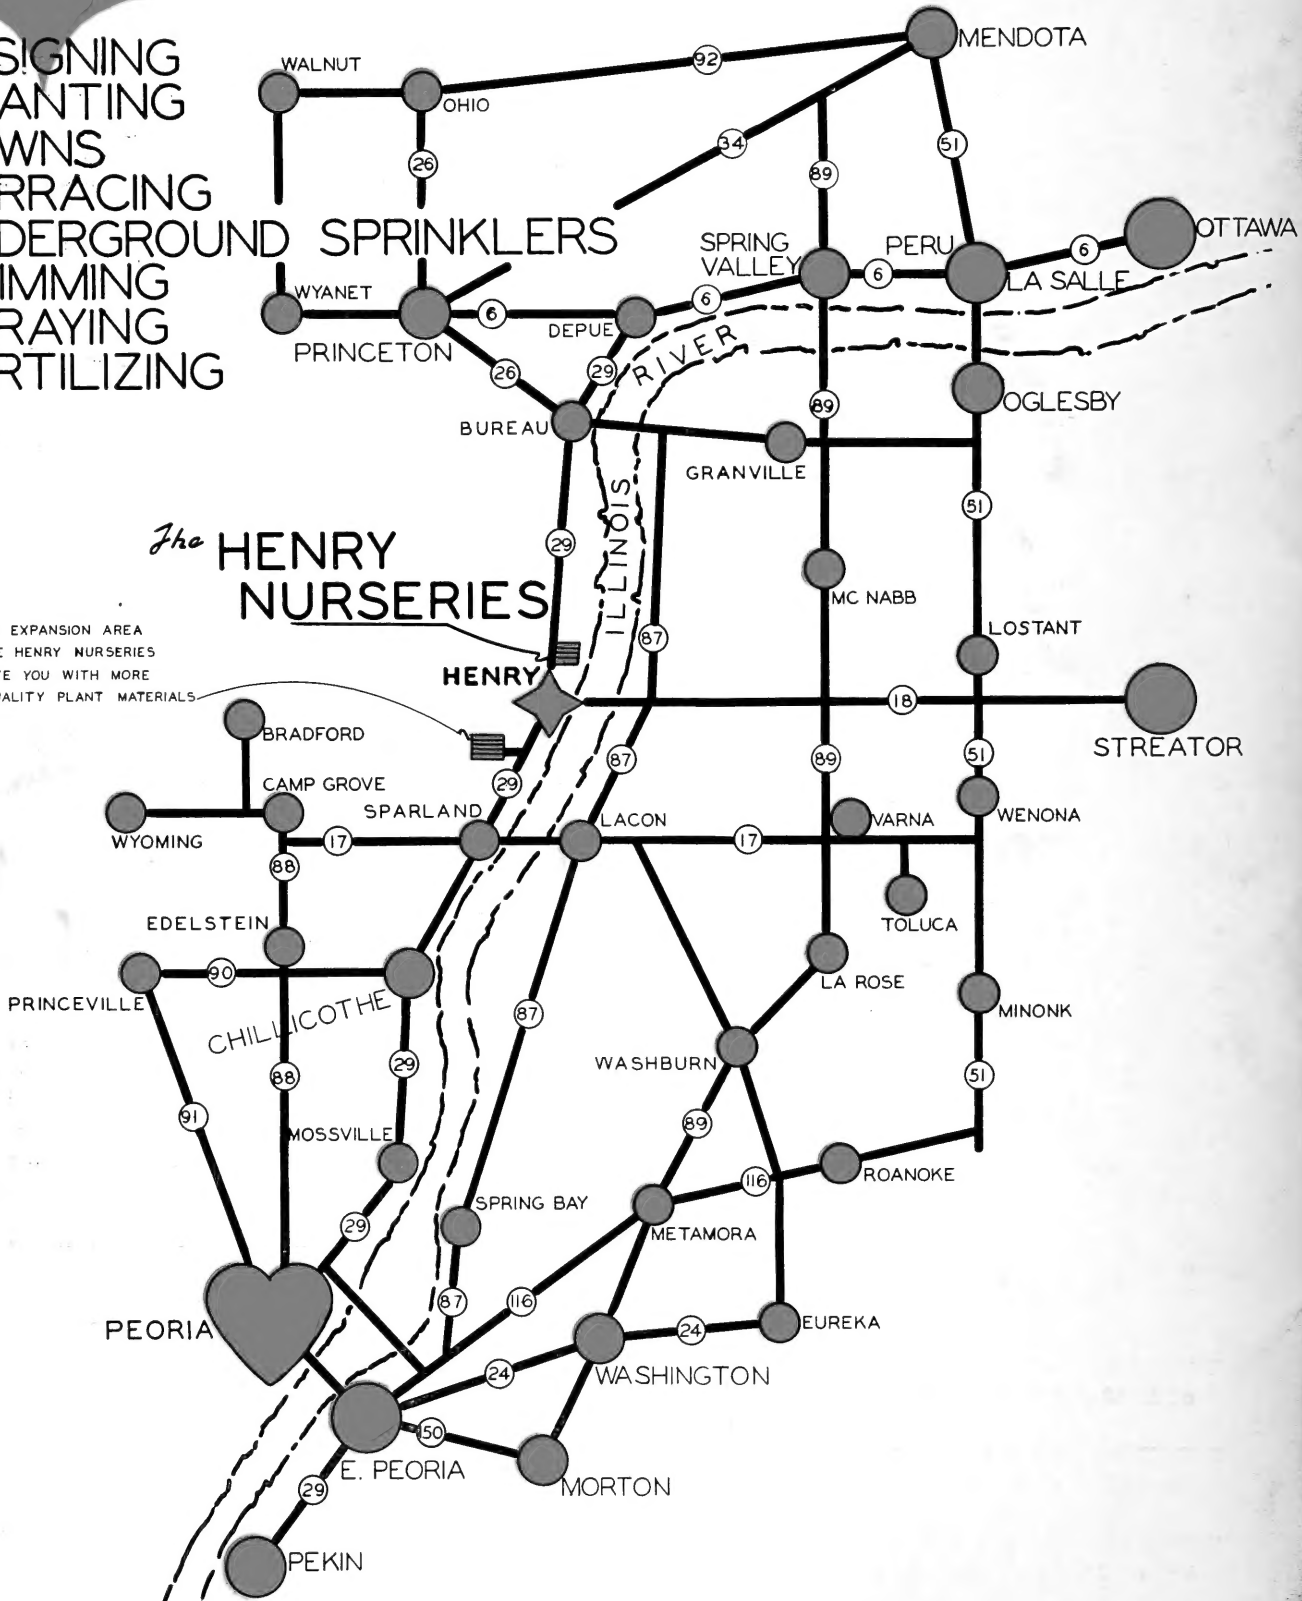 SIGNING
ANTING
WNS
RRACING
DERGROUND SPRINKLERS
IMMING
RAYING
RTILIZING
MENDOTA
WALNUT
OHIO
92
34
51
26
89
OTTAWA
SPRING
VALLEY
PERU
LA SALLE
6
6
6
6
WYANET
PRINCETON
DEPUE
RIVER
26
29
89
OGLESBY
BUREAU
GRANVILLE
51
ILLINOIS
29
The HENRY
NURSERIES
MC NABB
87
LOSTANT
EXPANSION AREA
E HENRY NURSERIES
VE YOU WITH MORE
UALITY PLANT MATERIALS
HENRY
18
STREATOR
BRADFORD
87
89
51
29
CAMP GROVE
WYOMING
SPARLAND
LACON
VARNA
WENONA
17
17
88
TOLUCA
EDELSTEIN
LA ROSE
PRINCEVILLE
90
CHILLICOTHE
MINONK
87
29
WASHBURN
88
51
91
89
MOSSVILLE
ROANOKE
116
SPRING BAY
METAMORA
29
87
116
PEORIA
24
EUREKA
24
WASHINGTON
150
E. PEORIA
MORTON
29
PEKIN